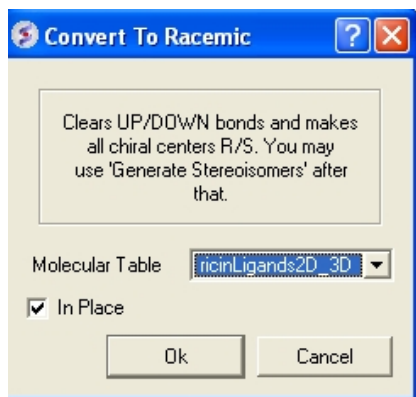 Convert To Racemic
Clears UP/DOWN bonds and makes
all chiral centers R/S. You may
use 'Generate Stereoisomers' after
that.
Molecular Table ricinLigands2D_3D
In Place
Ok Cancel